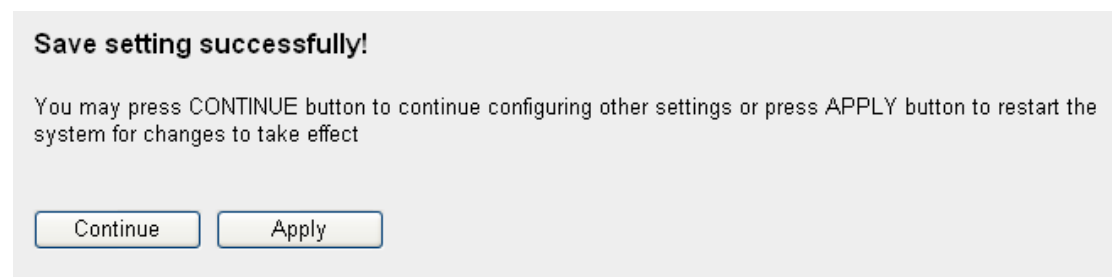 Save setting successfully!
You may press CONTINUE button to continue configuring other settings or press APPLY button to restart the
system for changes to take effect
Continue
Apply